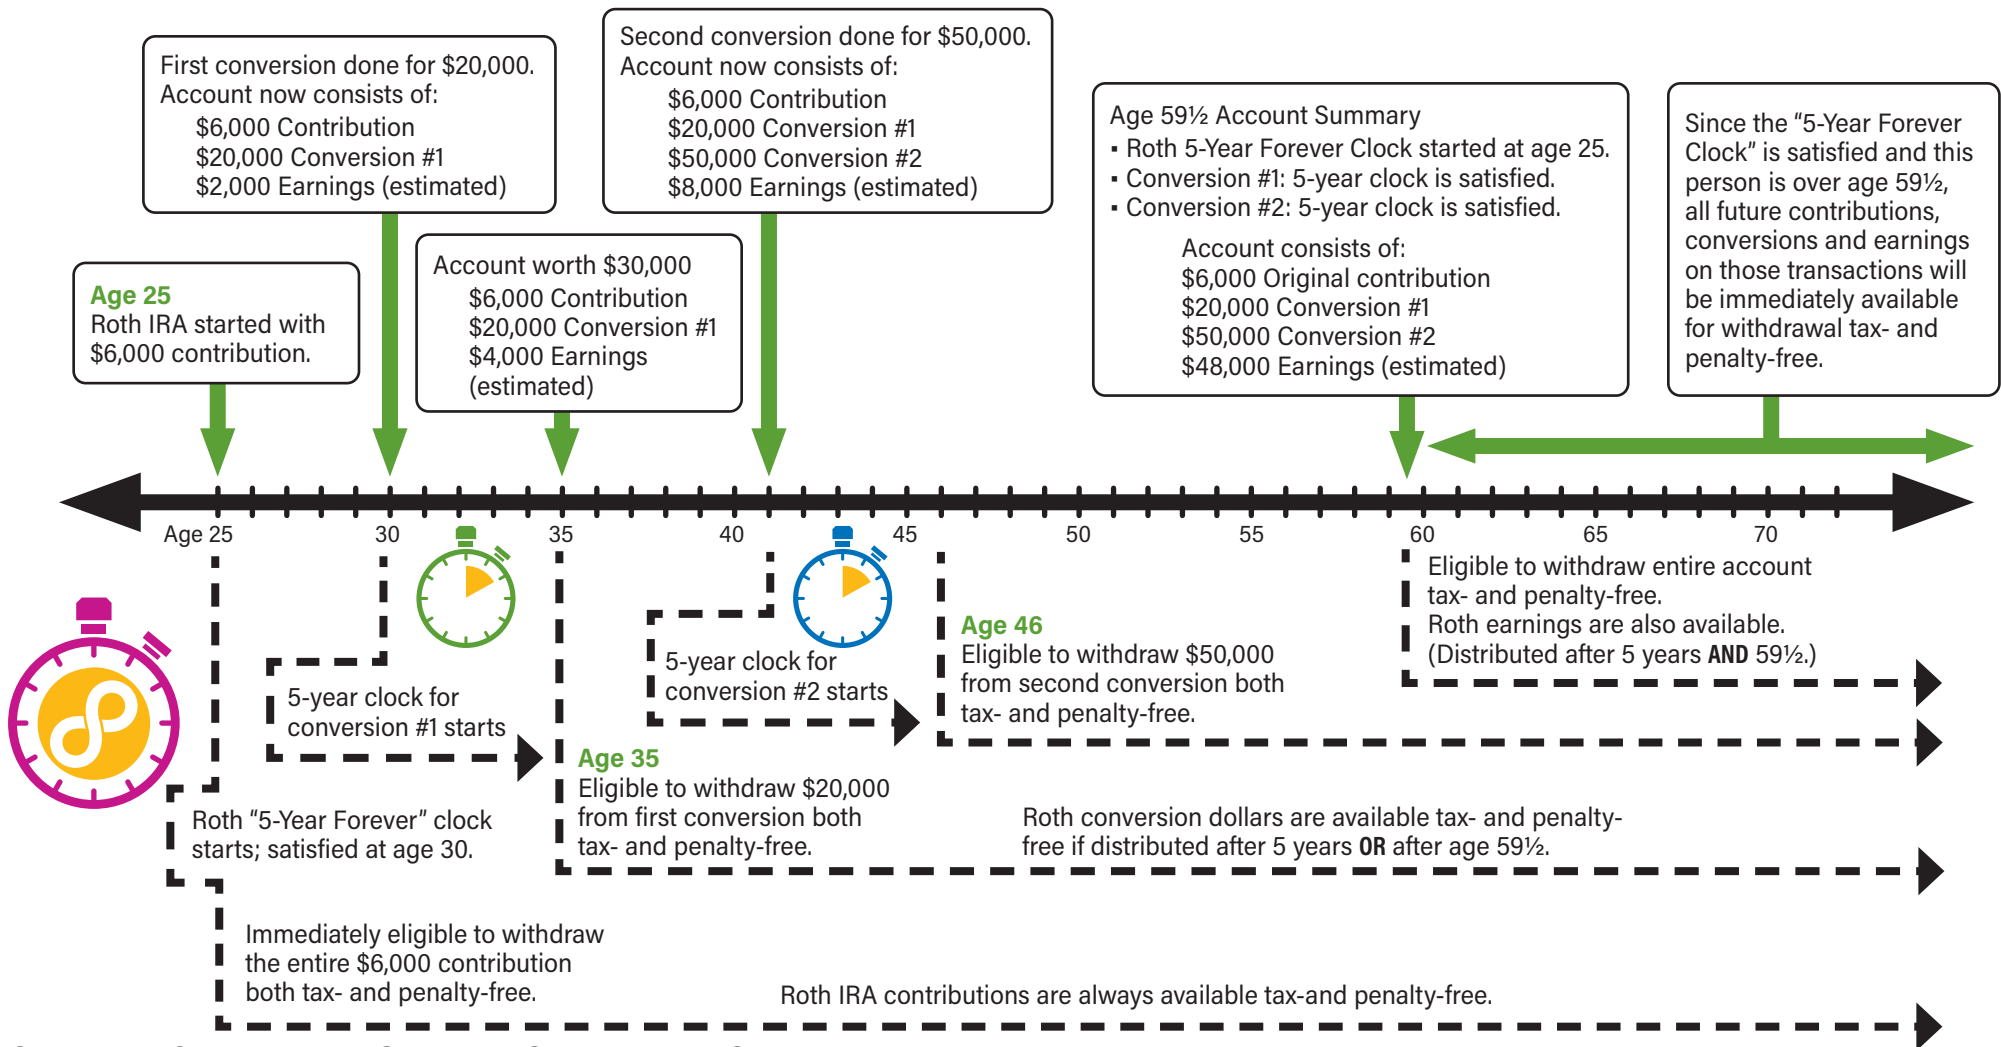 First conversion done for $20,000.
Account now consists of:
$6,000 Contribution
$20,000 Conversion #1
$2,000 Earnings (estimated)
Second conversion done for $50,000.
Account now consists of:
$6,000 Contribution
$20,000 Conversion #1
$50,000 Conversion #2
$8,000 Earnings (estimated)
Age 25
Roth IRA started with
$6,000 contribution.
Account worth $30,000
$6,000 Contribution
$20,000 Conversion #1
$4,000 Earnings
(estimated)
Age 59½ Account Summary
▪ Roth 5-Year Forever Clock started at age 25.
▪ Conversion #1: 5-year clock is satisfied.
▪ Conversion #2: 5-year clock is satisfied.
Account consists of:
$6,000 Original contribution
$20,000 Conversion #1
$50,000 Conversion #2
$48,000 Earnings (estimated)
Since the “5-Year Forever
Clock” is satisfied and this
person is over age 59½,
all future contributions,
conversions and earnings
on those transactions will
be immediately available
for withdrawal tax- and
penalty-free.
Age 25 30 35 40 45 50 55 60 65 70
5-year clock for
conversion #1 starts
Roth “5-Year Forever” clock
starts; satisfied at age 30.
Immediately eligible to withdraw
the entire $6,000 contribution
both tax- and penalty-free.
Age 35
Eligible to withdraw $20,000
from first conversion both
tax- and penalty-free.
5-year clock for
conversion #2 starts
Age 46
Eligible to withdraw $50,000
from second conversion both
tax- and penalty-free.
Eligible to withdraw entire account
tax- and penalty-free.
Roth earnings are also available.
(Distributed after 5 years AND 59½.)
Roth conversion dollars are available tax- and penalty-
free if distributed after 5 years OR after age 59½.
Roth IRA contributions are always available tax-and penalty-free.